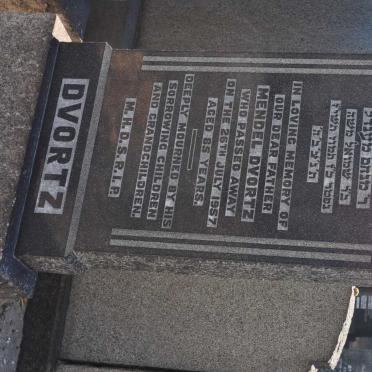 ת'נ'צ'ב'ה'
IN LOVING MEMORY OF
OUR DEAR FATHER
MENDEL DVORTZ
WHO PASSED AWAY
ON THE 26TH JULY 1957
AGED 85 YEARS.
DEEPLY MOURNED BY HIS
SORROWING CHILDREN
AND GRANDCHILDREN.
M.H.D.S.R.I.P
DVORTZ